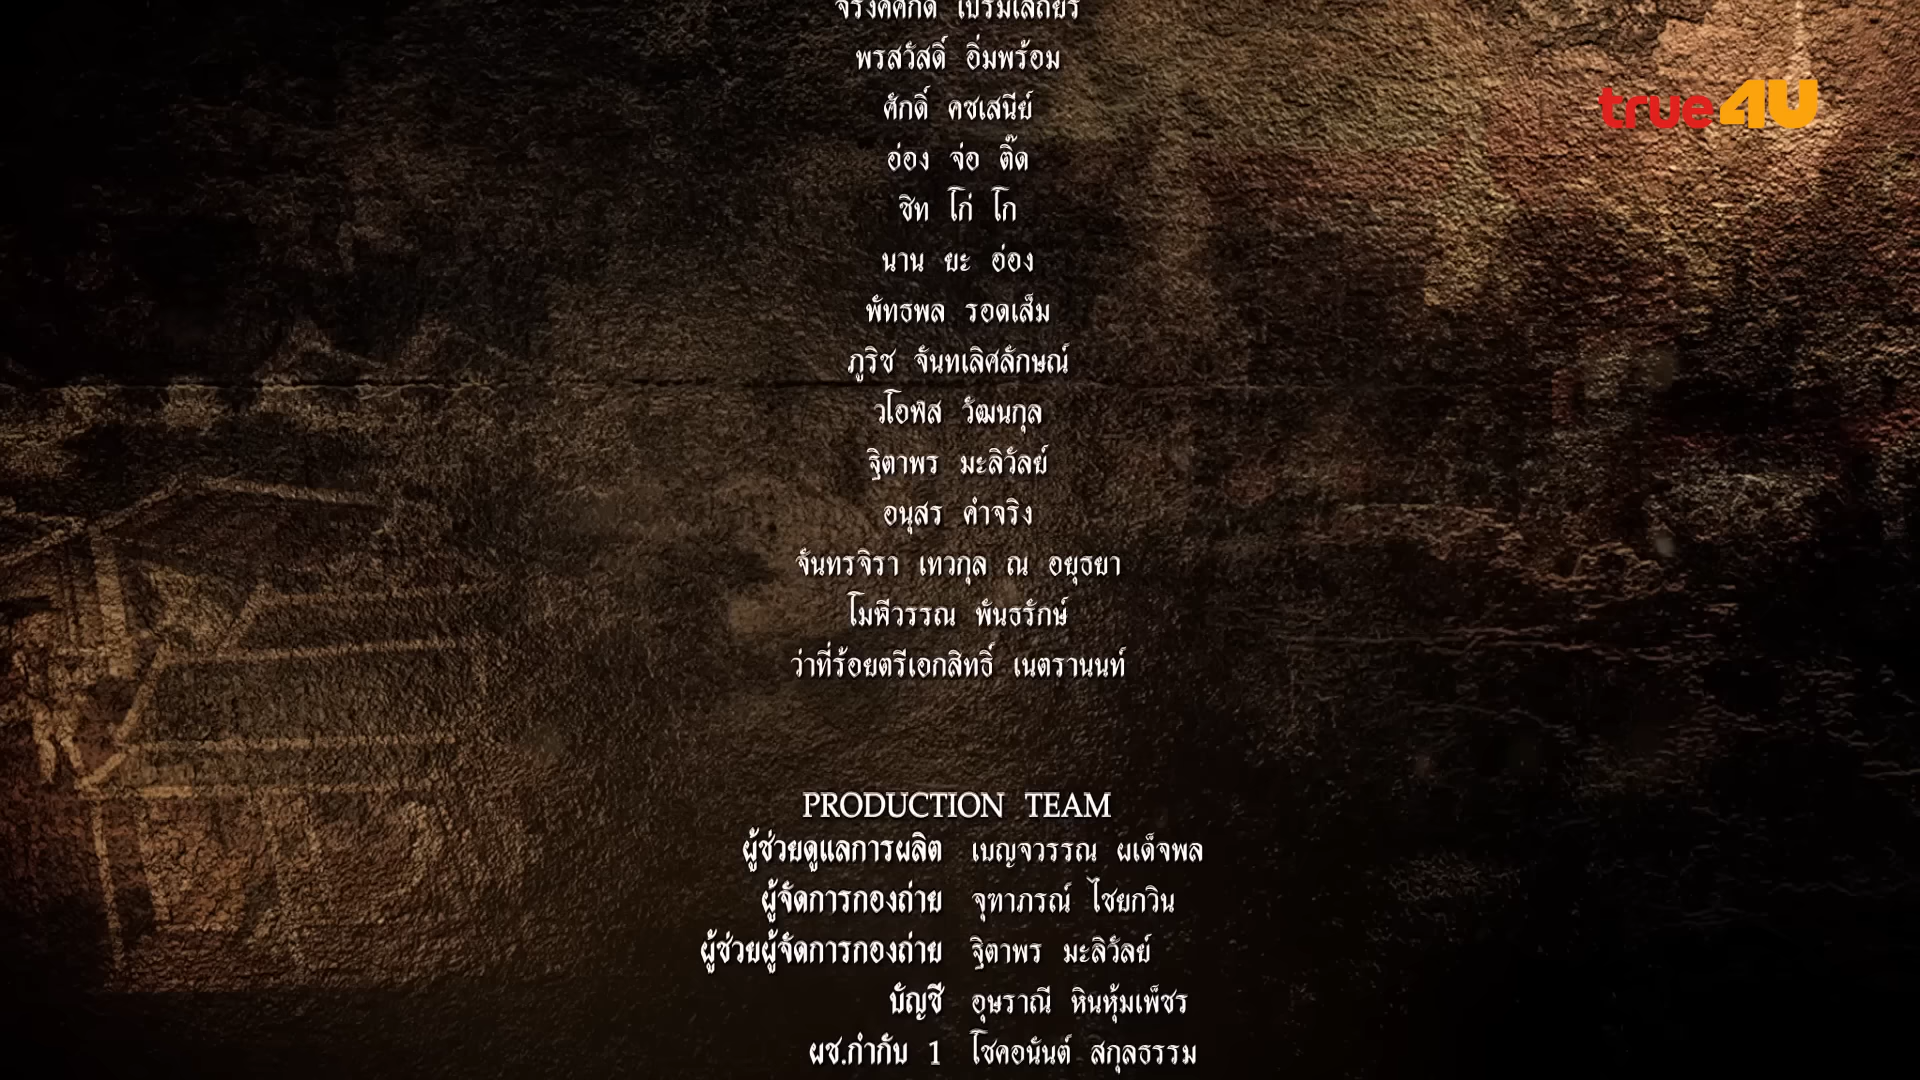 พรสวัสดิ์ อิ่มพร้อม
true4U
ศักดิ์ คชเสนีย์
อ่อง จ่อ ติ๊ด
ชิท โก่ โก
นาน ยะ อ่อง
พัทธพล รอดเส็ม
ภูริช จันทเลิศลักษณ์
วโอฬส วัฒนกุล
ฐิตาพร มะลิวัลย์
อนุสร คำจริง
จันทรจิรา เทวกุล ณ อยุธยา
โมฬีวรรณ พันธรักษ์
ว่าที่ร้อยตรีเอกสิทธิ์ เนตรานนท์
PRODUCTION TEAM
ผู้ช่วยดูแลการผลิต เบญจวรรณ ผเด็จพล
ผู้จัดการกองถ่าย จุฑาภรณ์ ไชยกวิน
ผู้ช่วยผู้จัดการกองถ่าย ฐิตาพร มะลิวัลย์
บัญชี อุษราณี หินหุ้มเพ็ชร
ผช.กำกับ 1 โชคอนันต์ สกุลธรรม